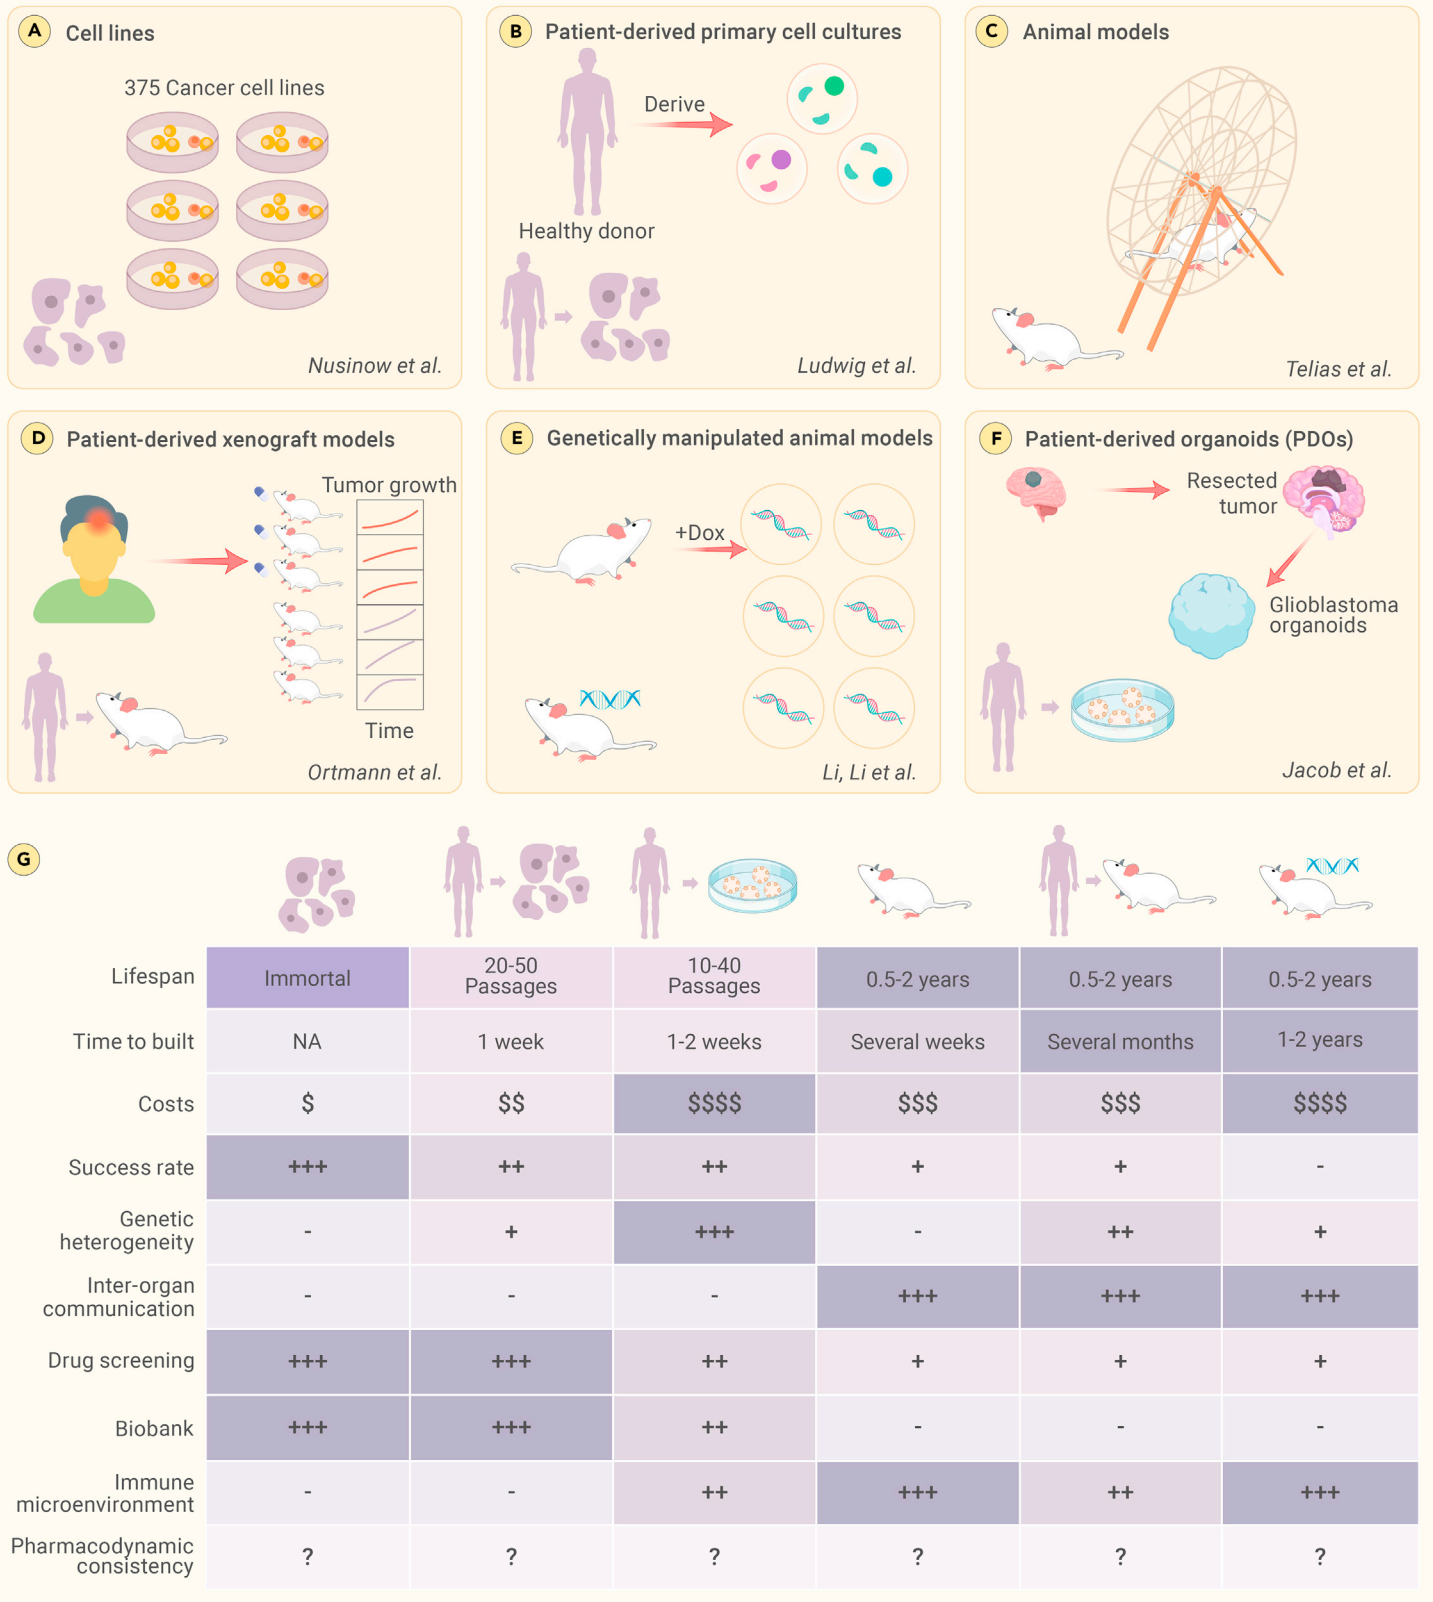 A Cell lines
375 Cancer cell lines
Nusinow et al.
B Patient-derived primary cell cultures
Derive
Healthy donor
Ludwig et al.
C Animal models
Telias et al.
D Patient-derived xenograft models
Tumor growth
Time
Ortmann et al.
E Genetically manipulated animal models
+Dox
Li, Li et al.
F Patient-derived organoids (PDOs)
Resected
tumor
Glioblastoma
organoids
Jacob et al.
G
Lifespan Immortal 20-50 Passages 10-40 Passages 0.5-2 years 0.5-2 years 0.5-2 years
Time to built NA 1 week 1-2 weeks Several weeks Several months 1-2 years
Costs $ $$ $$$$ $$$ $$$ $$$$
Success rate +++ ++ ++ + + -
Genetic heterogeneity - + +++ - ++ +
Inter-organ communication - - - +++ +++ +++
Drug screening +++ +++ ++ + + +
Biobank +++ +++ ++ - - -
Immune microenvironment - - ++ +++ ++ +++
Pharmacodynamic consistency ? ? ? ? ? ?